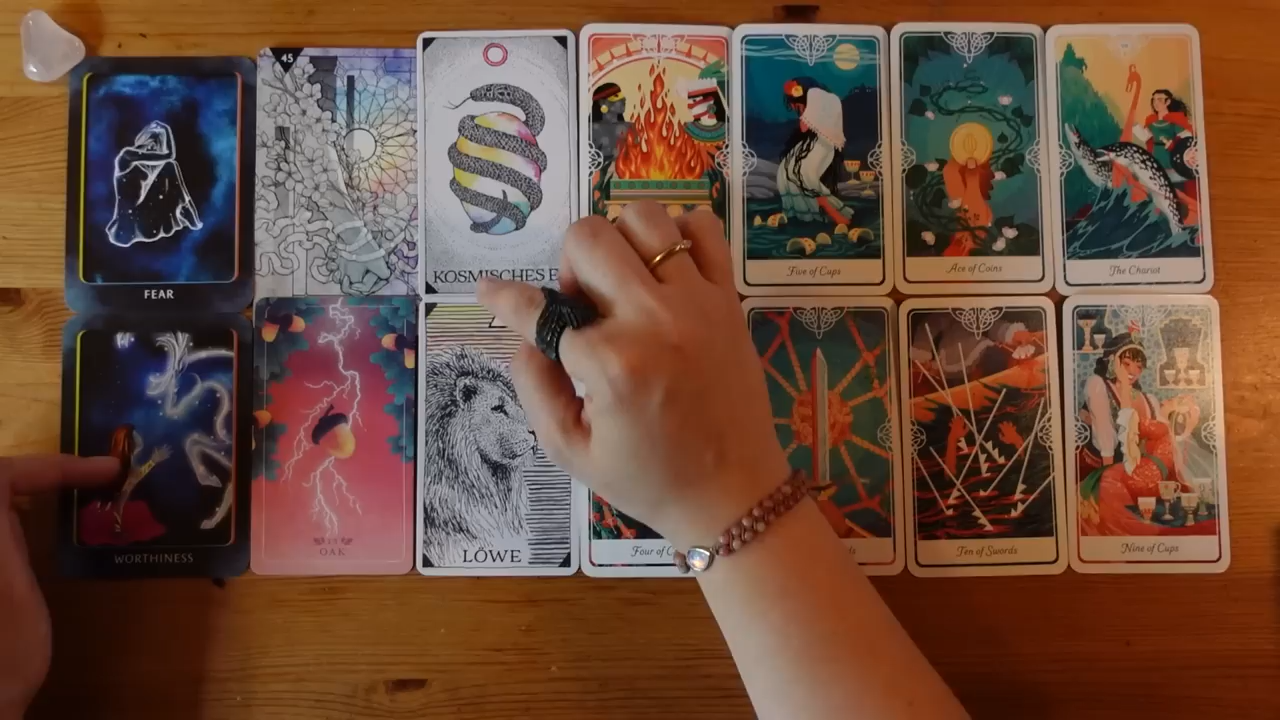 45
KOSMISCHES E
Five of Cups
Ace of Coins
The Chariot
FEAR
WORTHINESS
OAK
LÖWE
Four of C
Ten of Swords
Nine of Cups